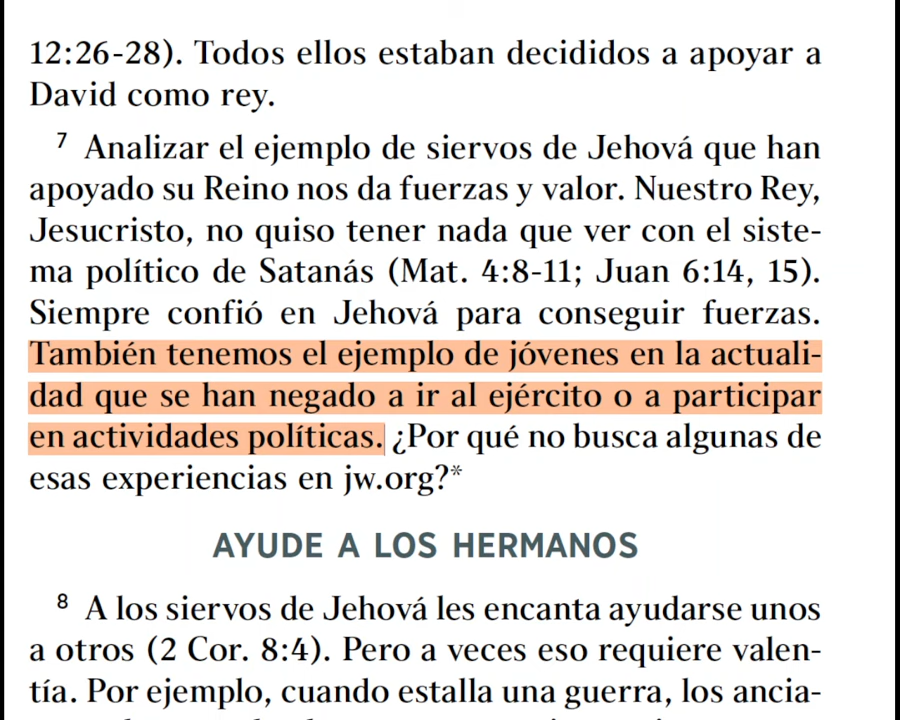 12:26-28). Todos ellos estaban decididos a apoyar a
David como rey.
7 Analizar el ejemplo de siervos de Jehová que han
apoyado su Reino nos da fuerzas y valor. Nuestro Rey,
Jesucristo, no quiso tener nada que ver con el siste-
ma político de Satanás (Mat. 4:8-11; Juan 6:14, 15).
Siempre confió en Jehová para conseguir fuerzas.
También tenemos el ejemplo de jóvenes en la actuali-
dad que se han negado a ir al ejército o a participar
en actividades políticas. ¿Por qué no busca algunas de
esas experiencias en jw.org?*
AYUDE A LOS HERMANOS
8 A los siervos de Jehová les encanta ayudarse unos
a otros (2 Cor. 8:4). Pero a veces eso requiere valen-
tía. Por ejemplo, cuando estalla una guerra, los ancia-